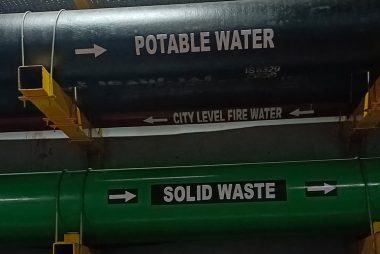 POTABLE WATER
CITY LEVEL FIRE WATER
SOLID WASTE